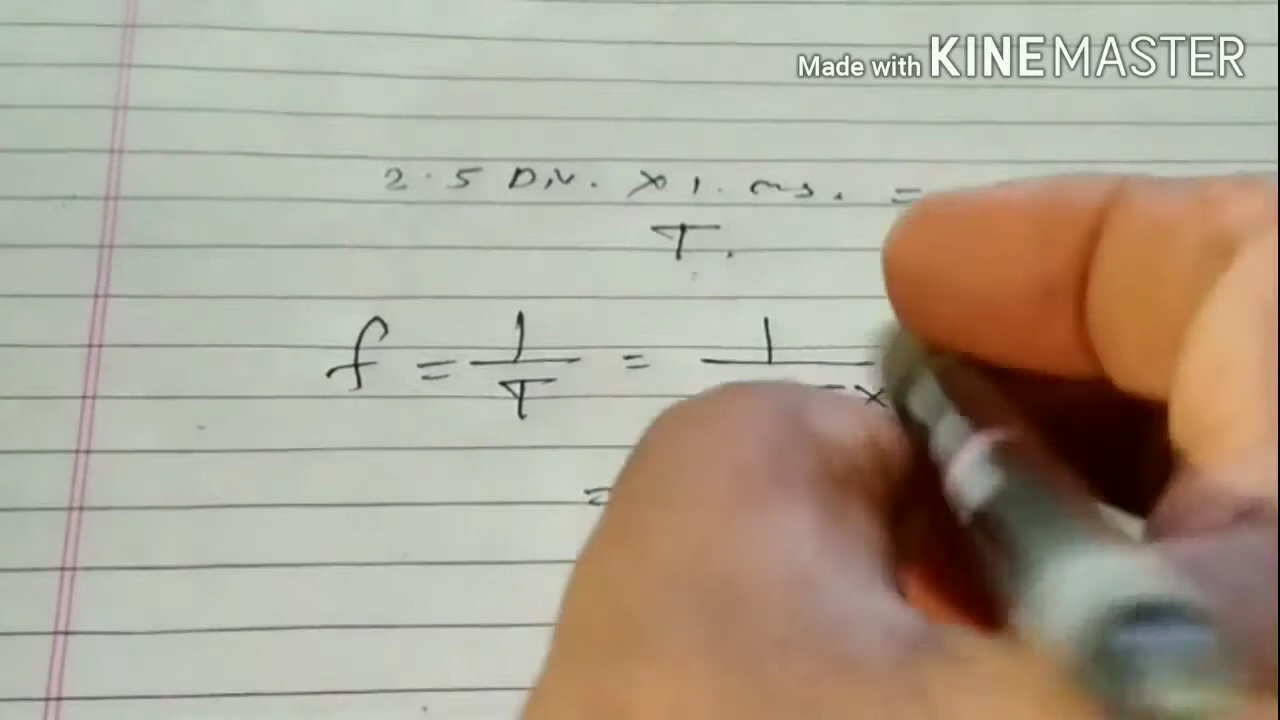 Made with KINEMASTER
2.5 Div. × 1. ms. =
T.
f = 1/T = 1/ ×
=